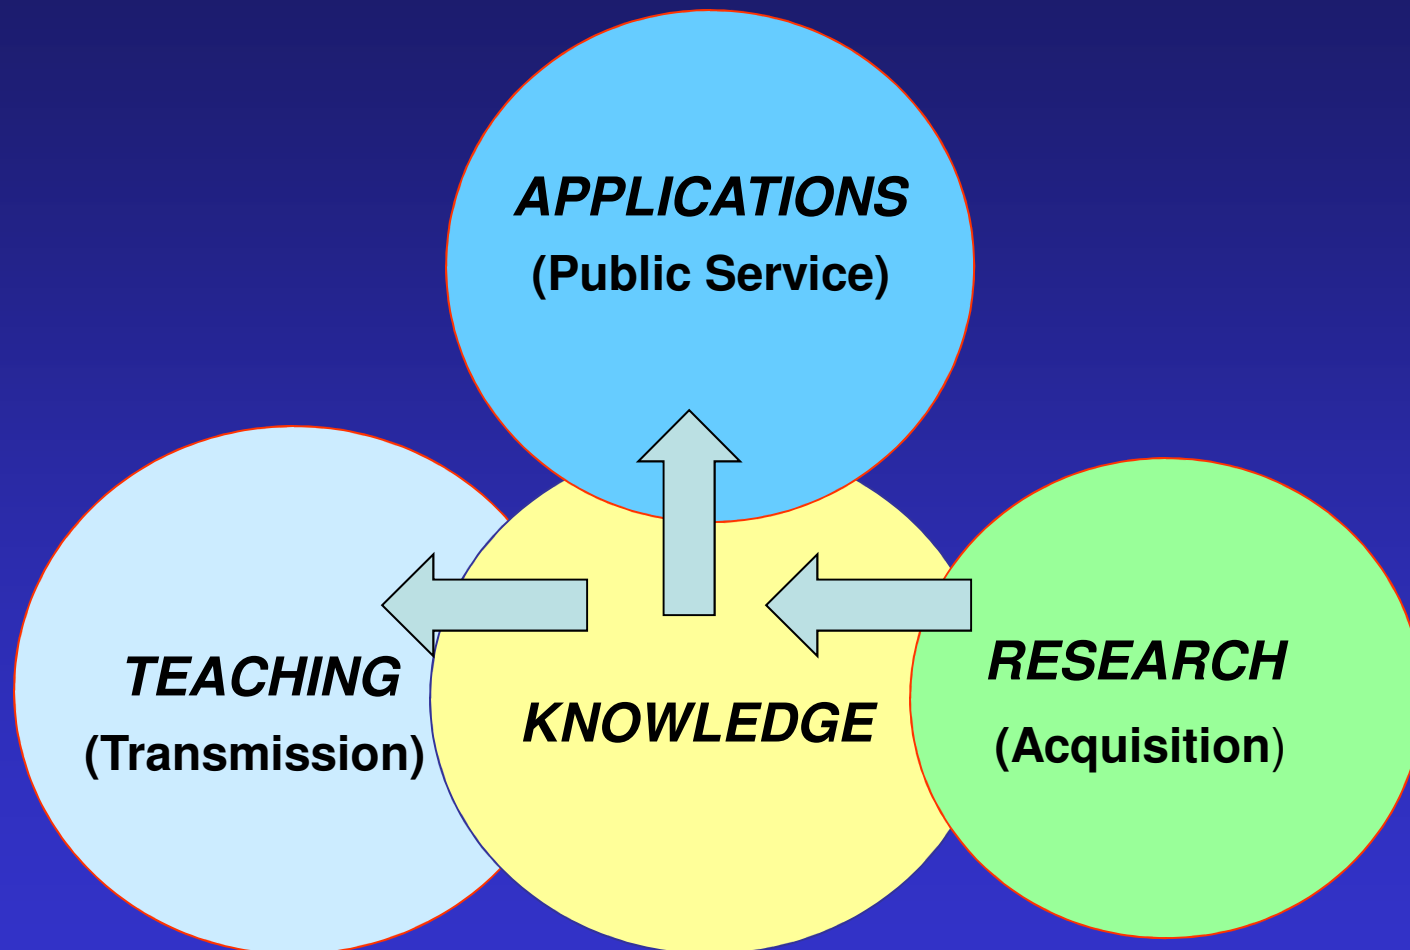 APPLICATIONS
(Public Service)
TEACHING
(Transmission)
KNOWLEDGE
RESEARCH
(Acquisition)